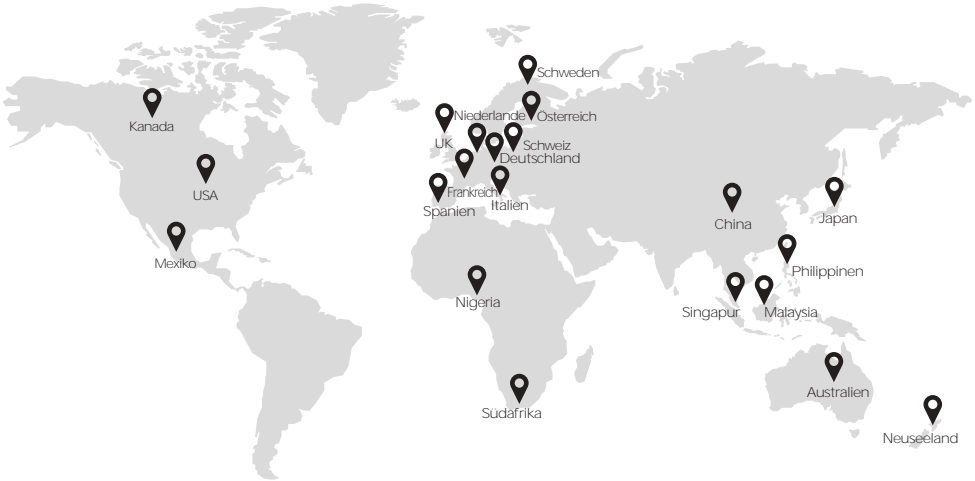 Schweden
Kanada
Niederlande
Österreich
UK
Schweiz
Deutschland
USA
Frankreich
Italien
Spanien
China
Japan
Mexiko
Philippinen
Nigeria
Singapur
Malaysia
Australien
Südafrika
Neuseeland